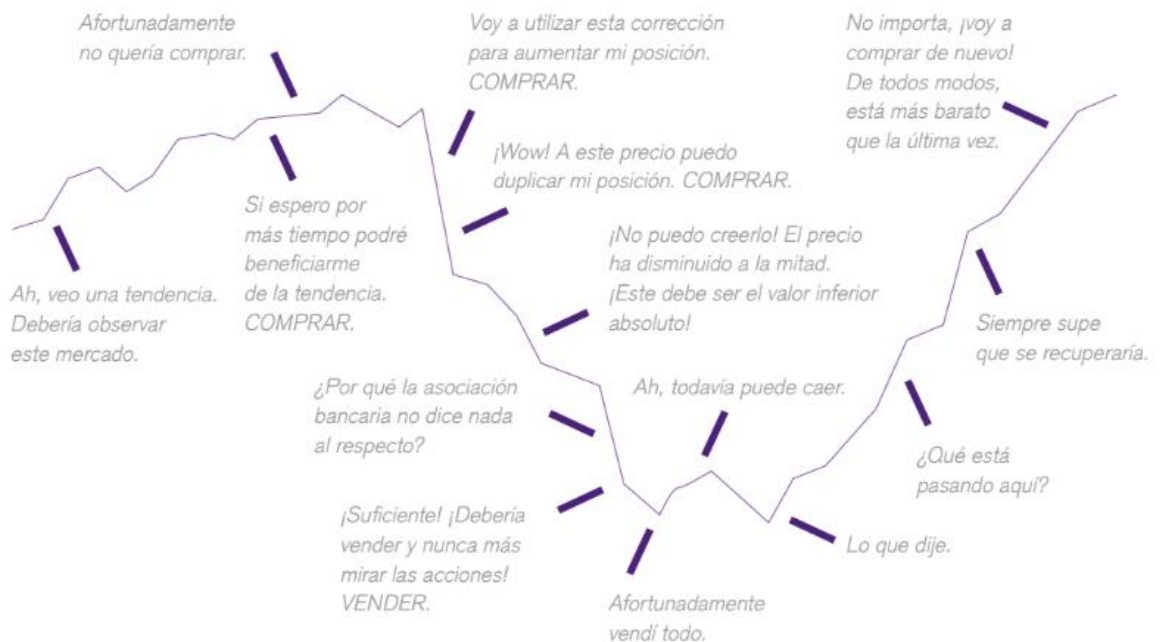 Afortunadamente
no quería comprar.
Voy a utilizar esta corrección
para aumentar mi posición.
COMPRAR.
No importa, ¡voy a
comprar de nuevo!
De todos modos,
está más barato
que la última vez.
¡Wow! A este precio puedo
duplicar mi posición. COMPRAR.
Si espero por
más tiempo podré
beneficiarme
de la tendencia.
COMPRAR.
¡No puedo creerlo! El precio
ha disminuido a la mitad.
¡Este debe ser el valor inferior
absoluto!
Ah, veo una tendencia.
Debería observar
este mercado.
Siempre supe
que se recuperaría.
¿Por qué la asociación
bancaria no dice nada
al respecto?
Ah, todavía puede caer.
¿Qué está
pasando aquí?
¡Suficiente! ¡Debería
vender y nunca más
mirar las acciones!
VENDER.
Lo que dije.
Afortunadamente
vendí todo.